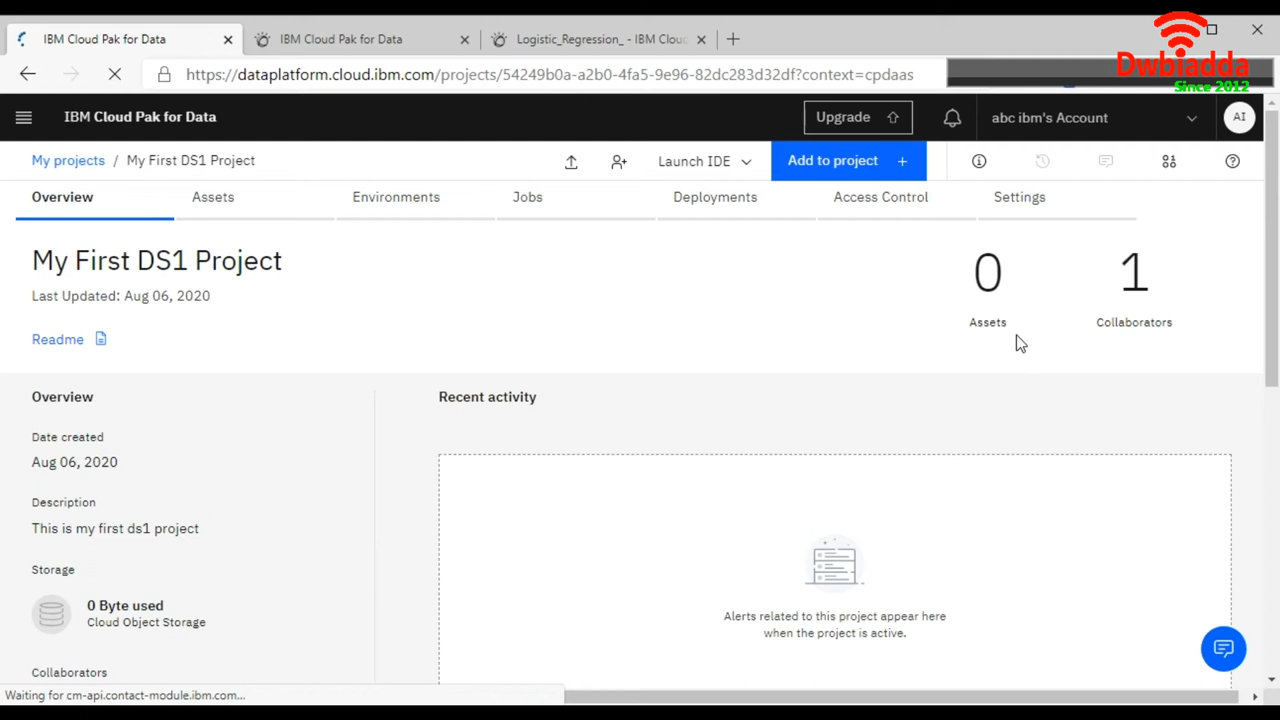 IBM Cloud Pak for Data
IBM Cloud Pak for Data
Logistic_Regression_ - IBM Cloud
Dwbiadda
Since 2012
https://dataplatform.cloud.ibm.com/projects/54249b0a-a2b0-4fa5-9e96-82dc283d32df?context=cpdaas
IBM Cloud Pak for Data
Upgrade
abc ibm's Account
AI
My projects / My First DS1 Project
Launch IDE
Add to project +
Overview
Assets
Environments
Jobs
Deployments
Access Control
Settings
My First DS1 Project
Last Updated: Aug 06, 2020
Readme
0
Assets
1
Collaborators
Overview
Date created
Aug 06, 2020
Description
This is my first ds1 project
Storage
0 Byte used
Cloud Object Storage
Collaborators
Recent activity
Alerts related to this project appear here
when the project is active.
Waiting for cm-api.contact-module.ibm.com...